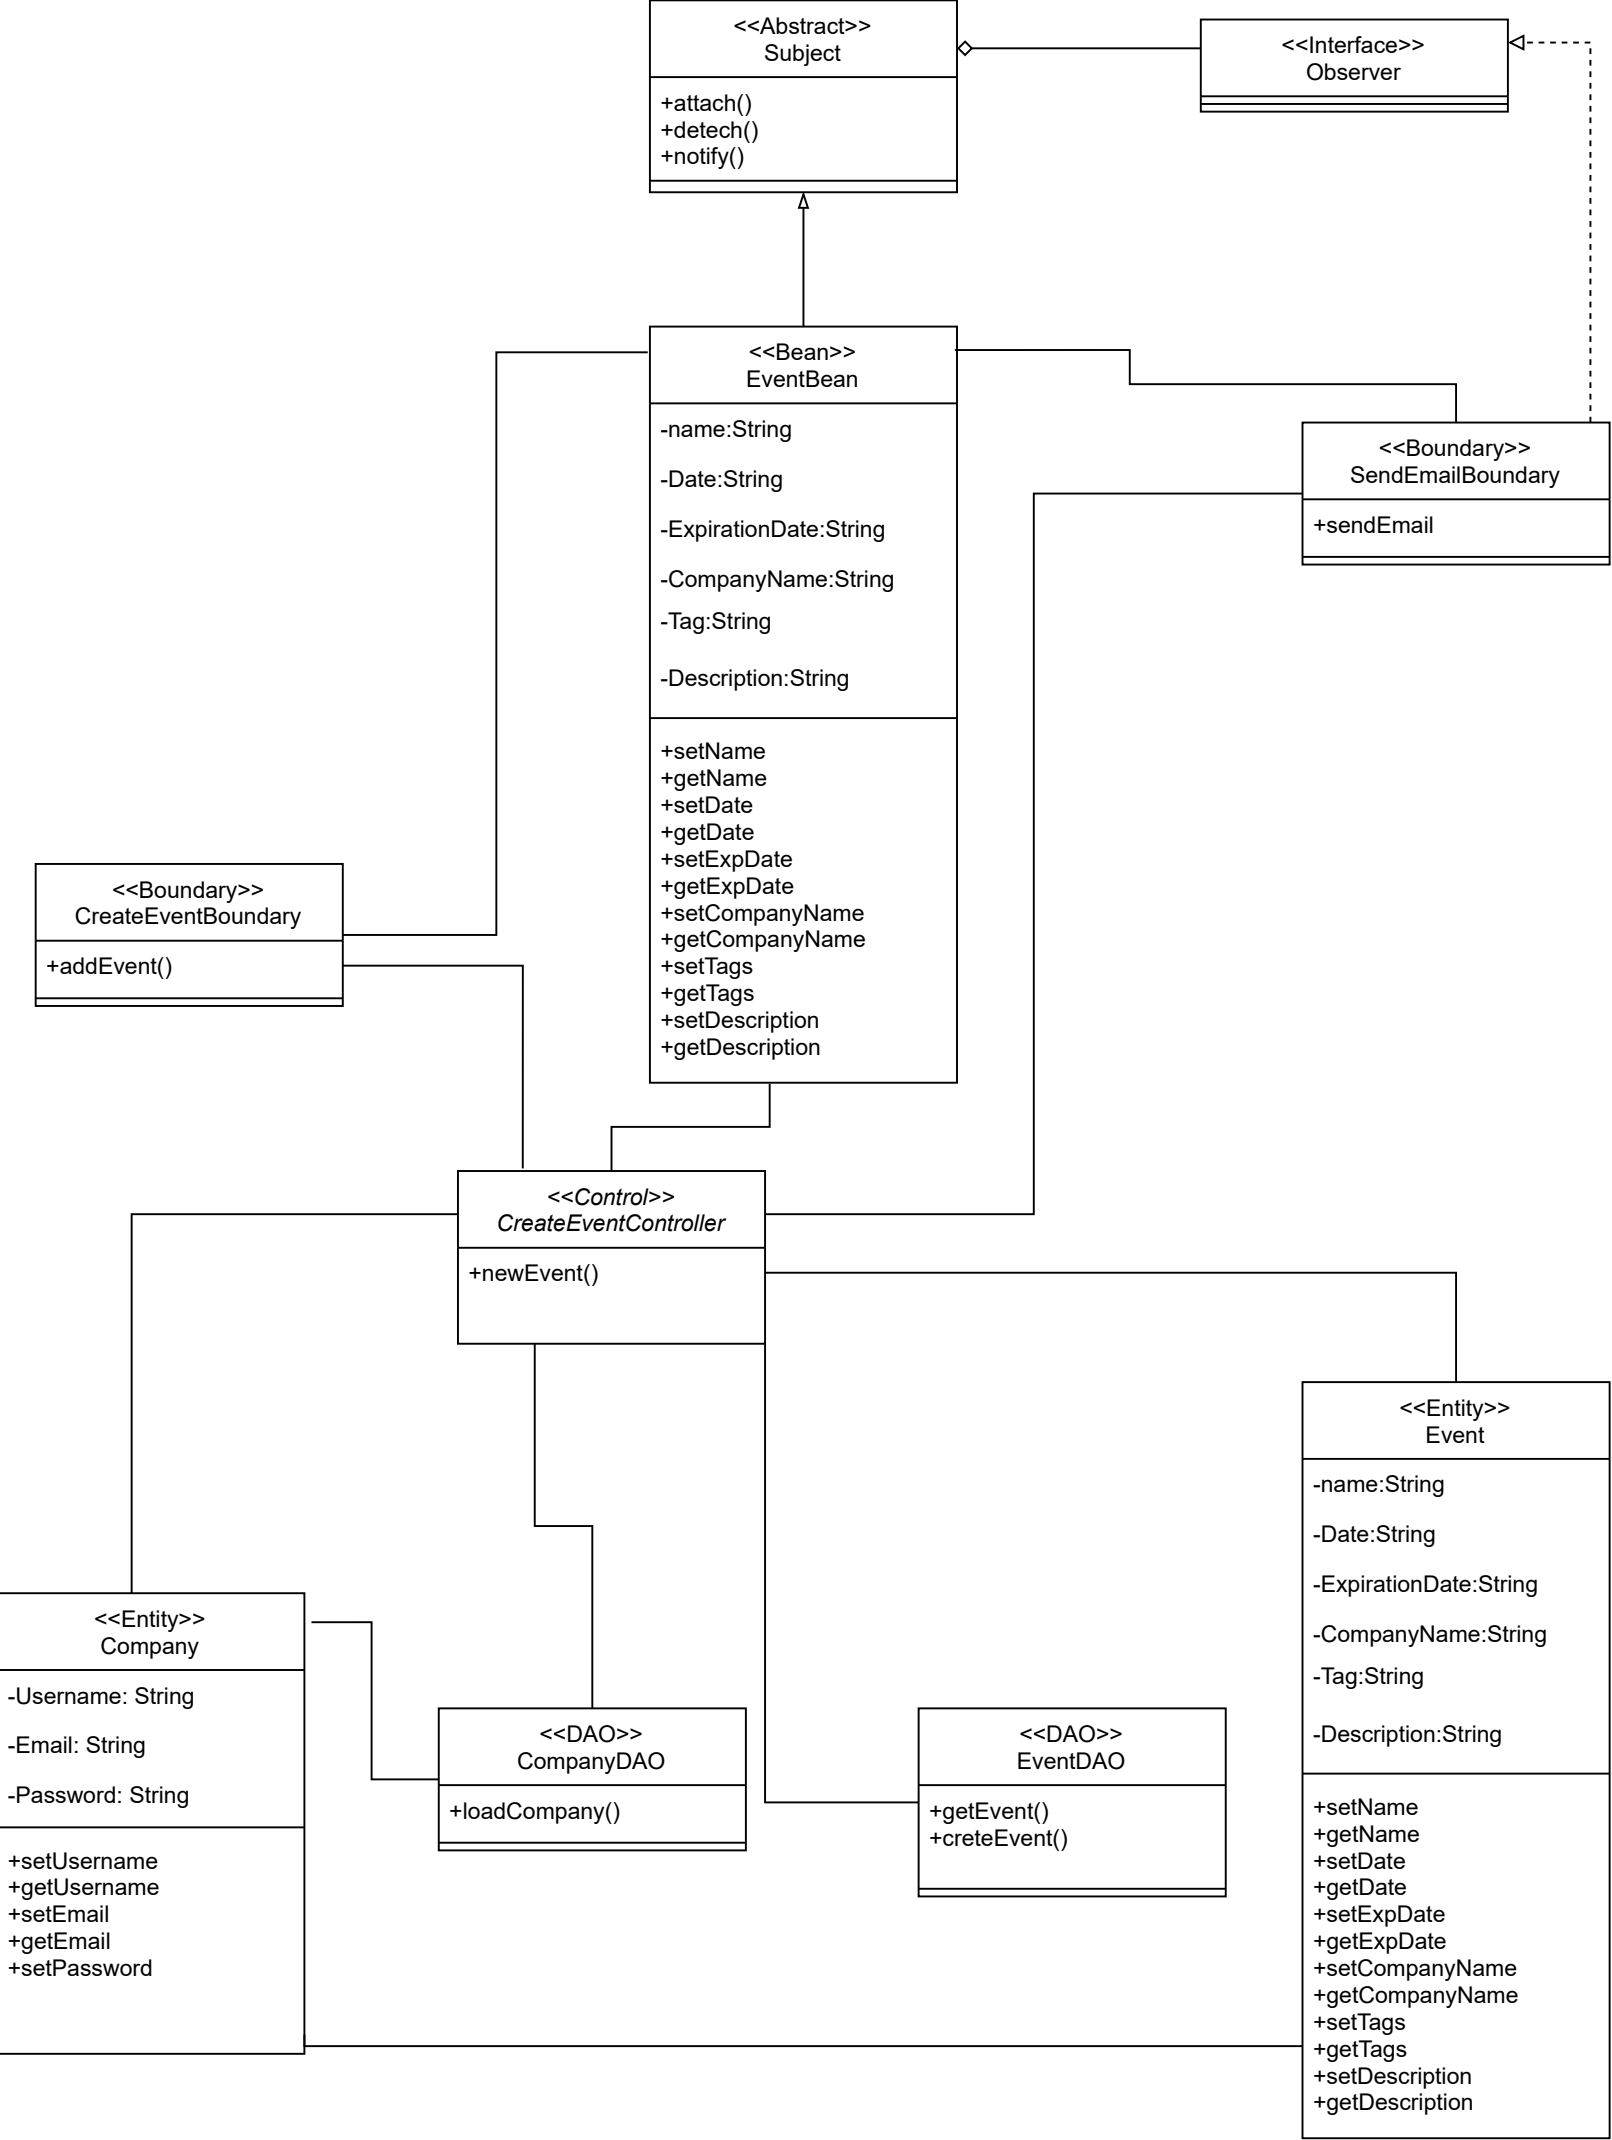 <<Abstract>>
Subject
+attach()
+detech()
+notify()
<<Interface>>
Observer
<<Bean>>
EventBean
-name:String
-Date:String
-ExpirationDate:String
-CompanyName:String
-Tag:String
-Description:String
+setName
+getName
+setDate
+getDate
+setExpDate
+getExpDate
+setCompanyName
+getCompanyName
+setTags
+getTags
+setDescription
+getDescription
<<Boundary>>
SendEmailBoundary
+sendEmail
<<Boundary>>
CreateEventBoundary
+addEvent()
<<Control>>
CreateEventController
+newEvent()
<<Entity>>
Company
-Username: String
-Email: String
-Password: String
+setUsername
+getUsername
+setEmail
+getEmail
+setPassword
<<DAO>>
CompanyDAO
+loadCompany()
<<DAO>>
EventDAO
+getEvent()
+creteEvent()
<<Entity>>
Event
-name:String
-Date:String
-ExpirationDate:String
-CompanyName:String
-Tag:String
-Description:String
+setName
+getName
+setDate
+getDate
+setExpDate
+getExpDate
+setCompanyName
+getCompanyName
+setTags
+getTags
+setDescription
+getDescription